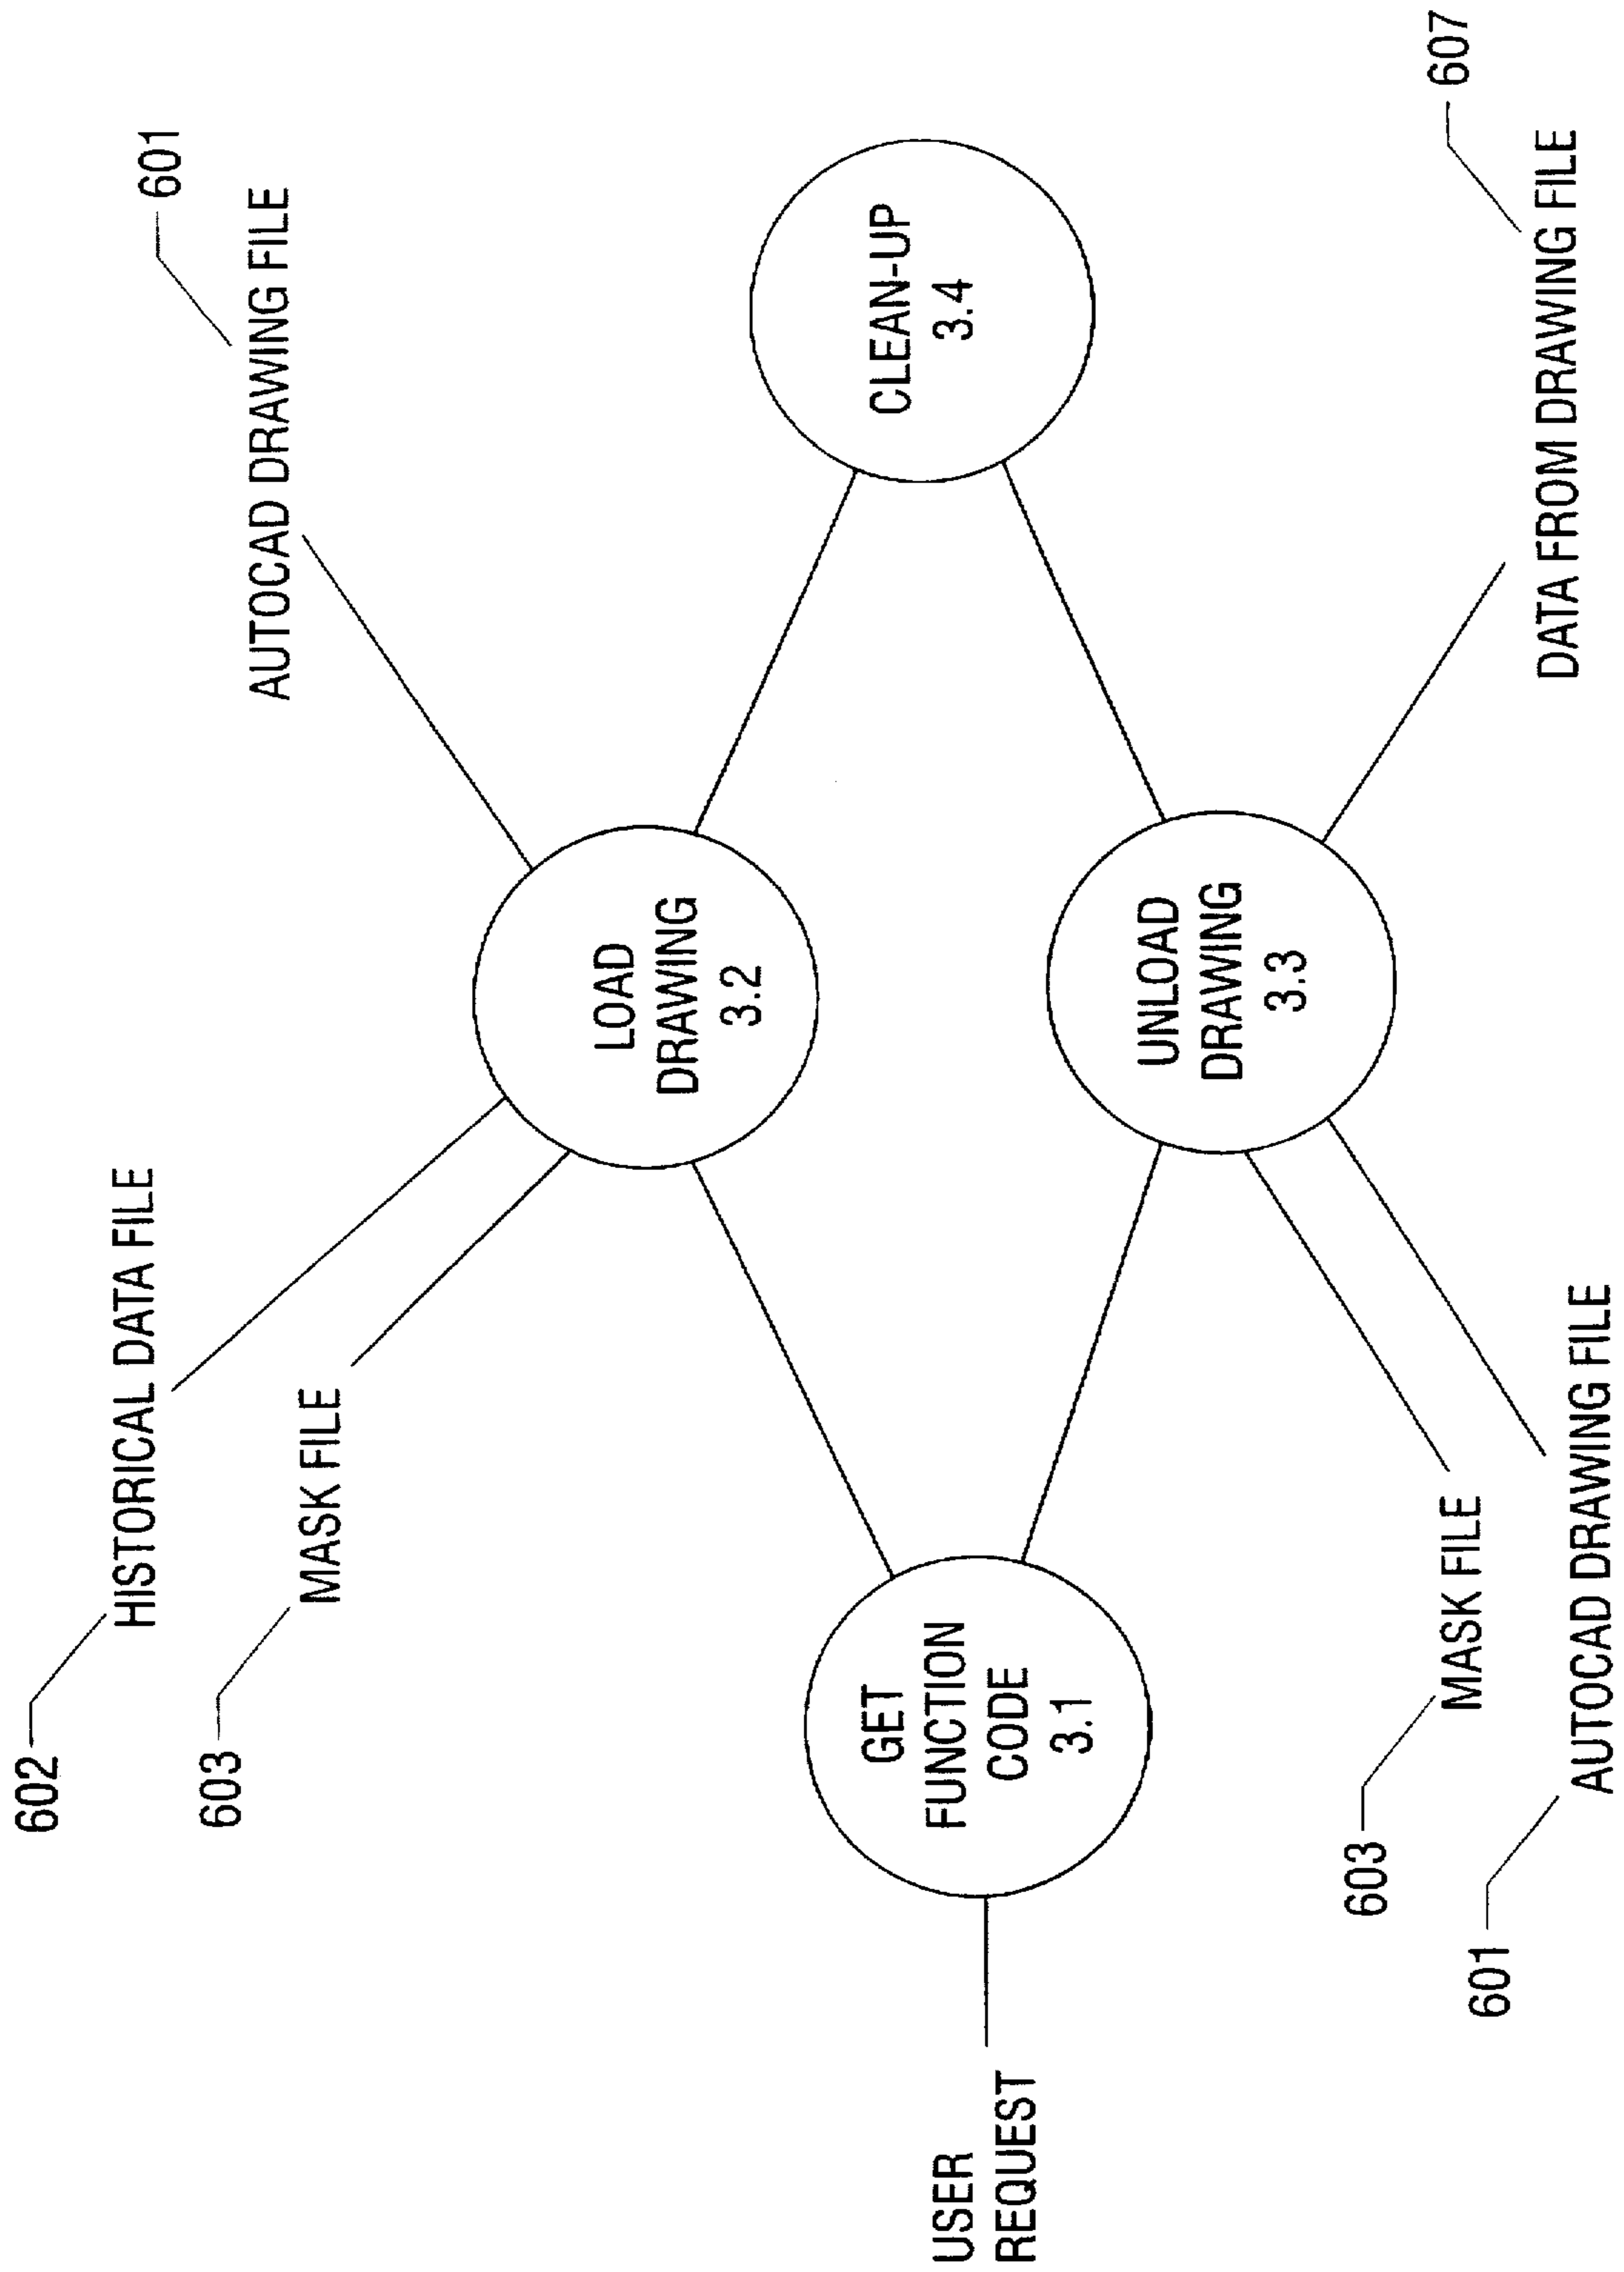 602
HISTORICAL DATA FILE
603
MASK FILE
601
AUTOCAD DRAWING FILE
LOAD
DRAWING
3.2
USER
REQUEST
GET
FUNCTION
CODE
3.1
CLEAN-UP
3.4
UNLOAD
DRAWING
3.3
603
MASK FILE
601
AUTOCAD DRAWING FILE
607
DATA FROM DRAWING FILE